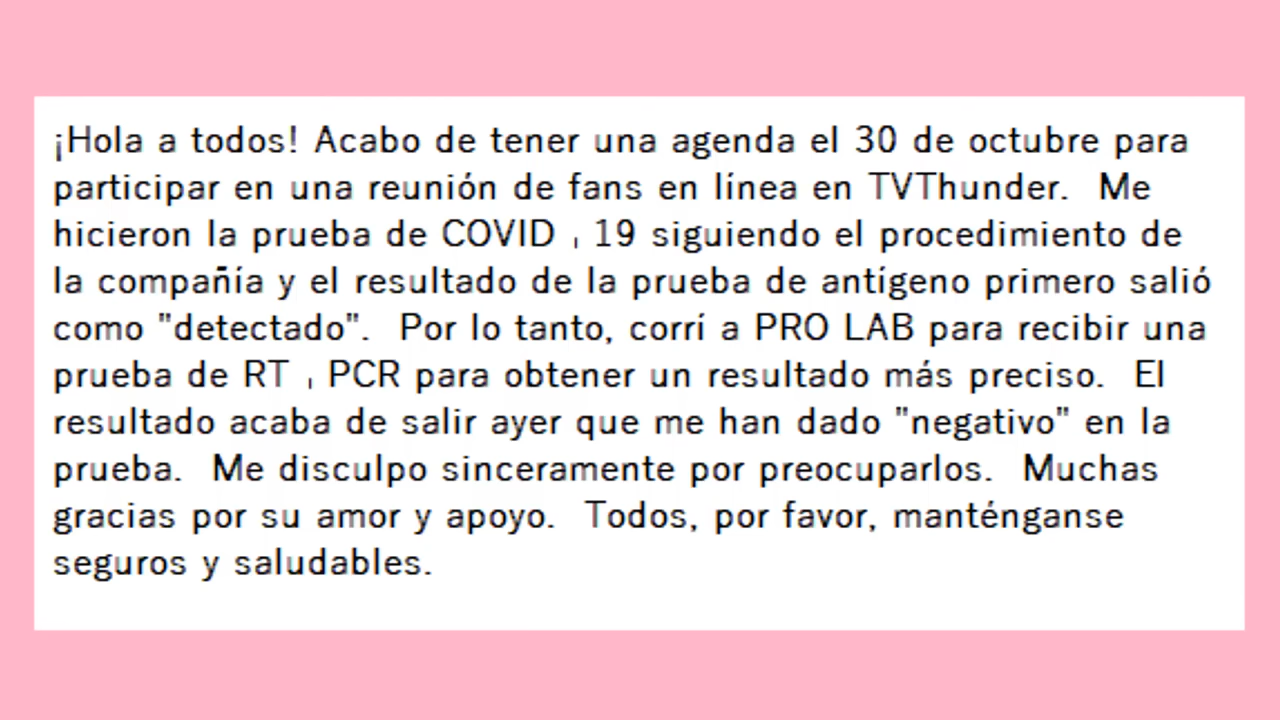 ¡Hola a todos! Acabo de tener una agenda el 30 de octubre para
participar en una reunión de fans en línea en TVThunder.  Me
hicieron la prueba de COVID , 19 siguiendo el procedimiento de
la compañía y el resultado de la prueba de antígeno primero salió
como "detectado".  Por lo tanto, corrí a PRO LAB para recibir una
prueba de RT , PCR para obtener un resultado más preciso.  El
resultado acaba de salir ayer que me han dado "negativo" en la
prueba.  Me disculpo sinceramente por preocuparlos.  Muchas
gracias por su amor y apoyo.  Todos, por favor, manténganse
seguros y saludables.